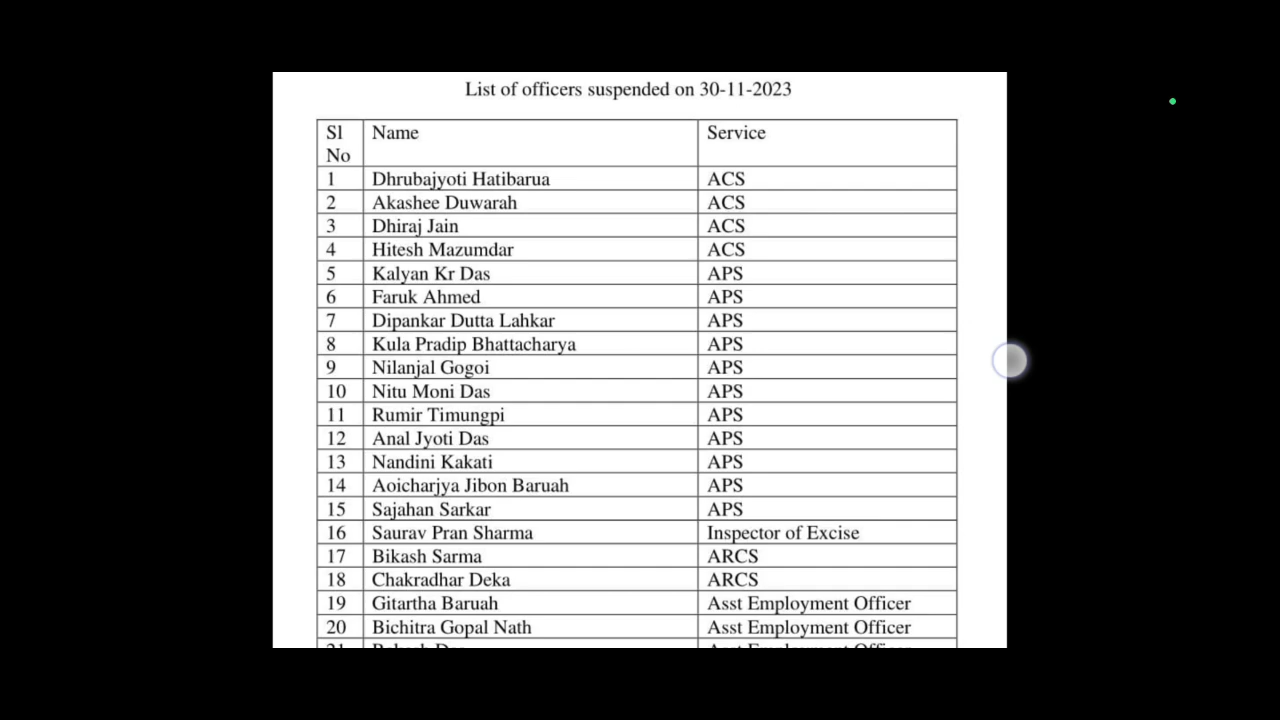 List of officers suspended on 30-11-2023
Sl No Name Service
1 Dhrubajyoti Hatibarua ACS
2 Akashee Duwarah ACS
3 Dhiraj Jain ACS
4 Hitesh Mazumdar ACS
5 Kalyan Kr Das APS
6 Faruk Ahmed APS
7 Dipankar Dutta Lahkar APS
8 Kula Pradip Bhattacharya APS
9 Nilanjal Gogoi APS
10 Nitu Moni Das APS
11 Rumir Timungpi APS
12 Anal Jyoti Das APS
13 Nandini Kakati APS
14 Aoicharjya Jibon Baruah APS
15 Sajahan Sarkar APS
16 Saurav Pran Sharma Inspector of Excise
17 Bikash Sarma ARCS
18 Chakradhar Deka ARCS
19 Gitartha Baruah Asst Employment Officer
20 Bichitra Gopal Nath Asst Employment Officer